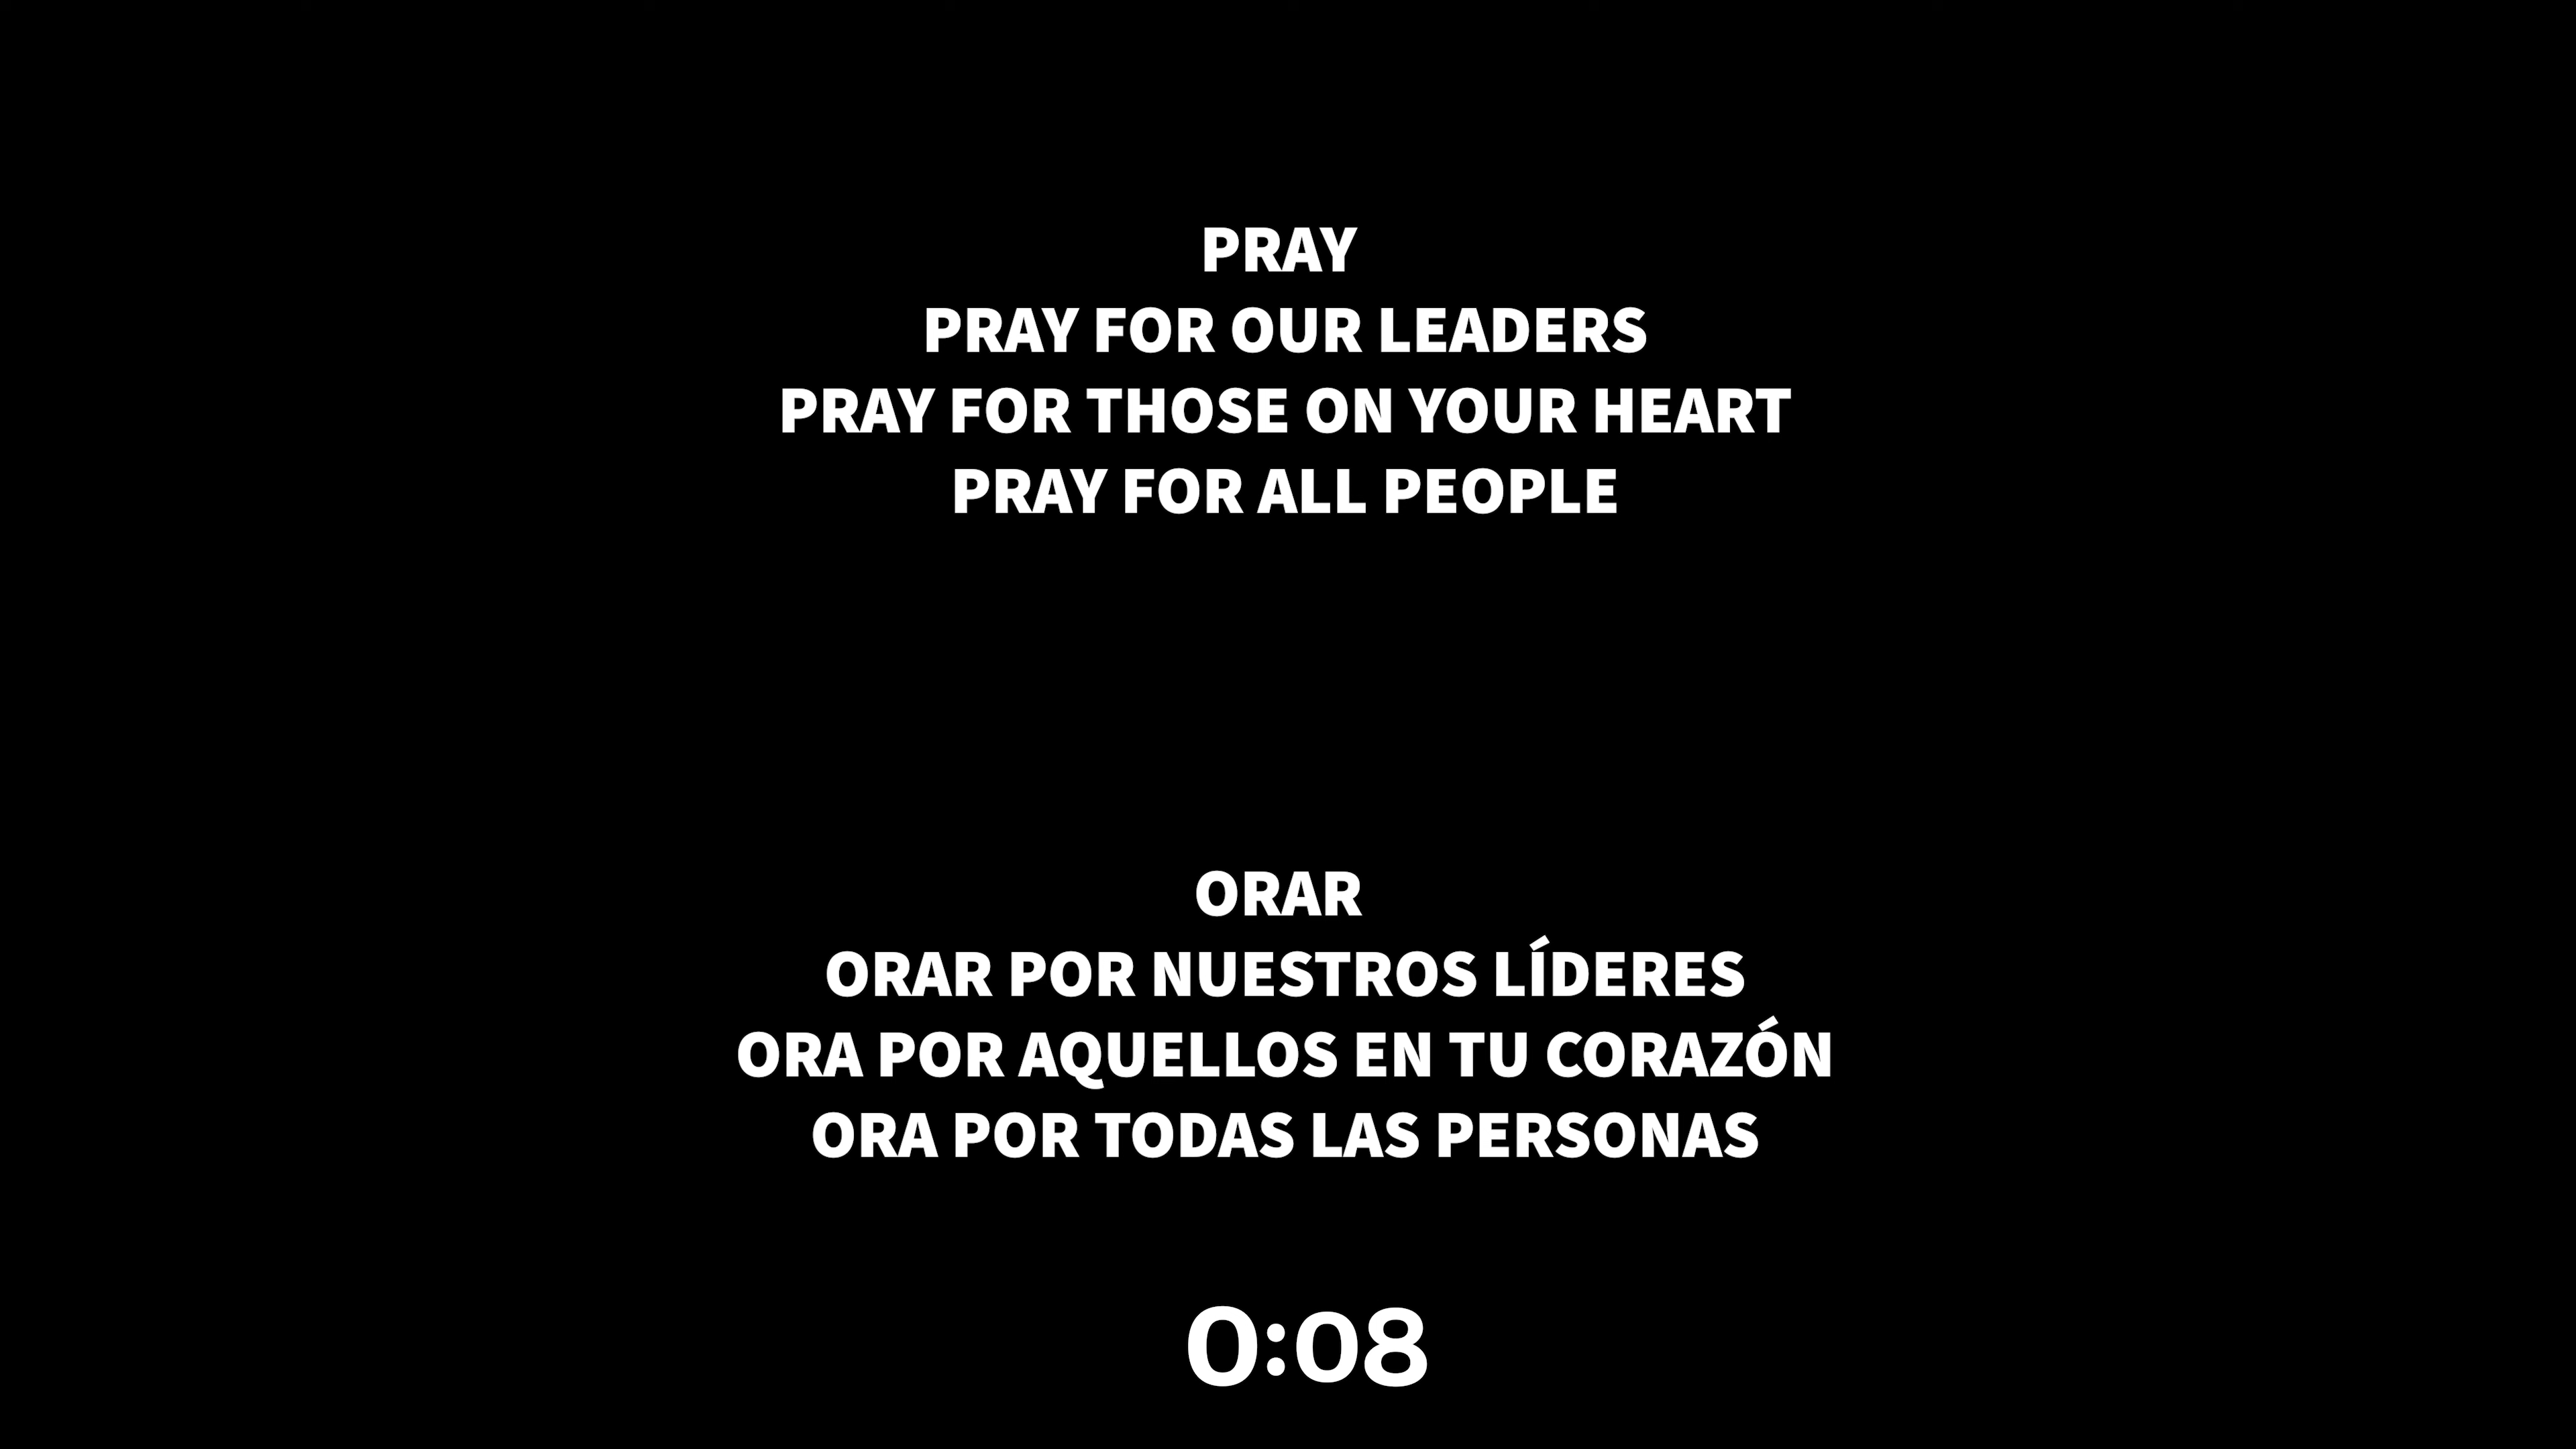 PRAY
PRAY FOR OUR LEADERS
PRAY FOR THOSE ON YOUR HEART
PRAY FOR ALL PEOPLE
ORAR
ORAR POR NUESTROS LÍDERES
ORA POR AQUELLOS EN TU CORAZÓN
ORA POR TODAS LAS PERSONAS
0:08